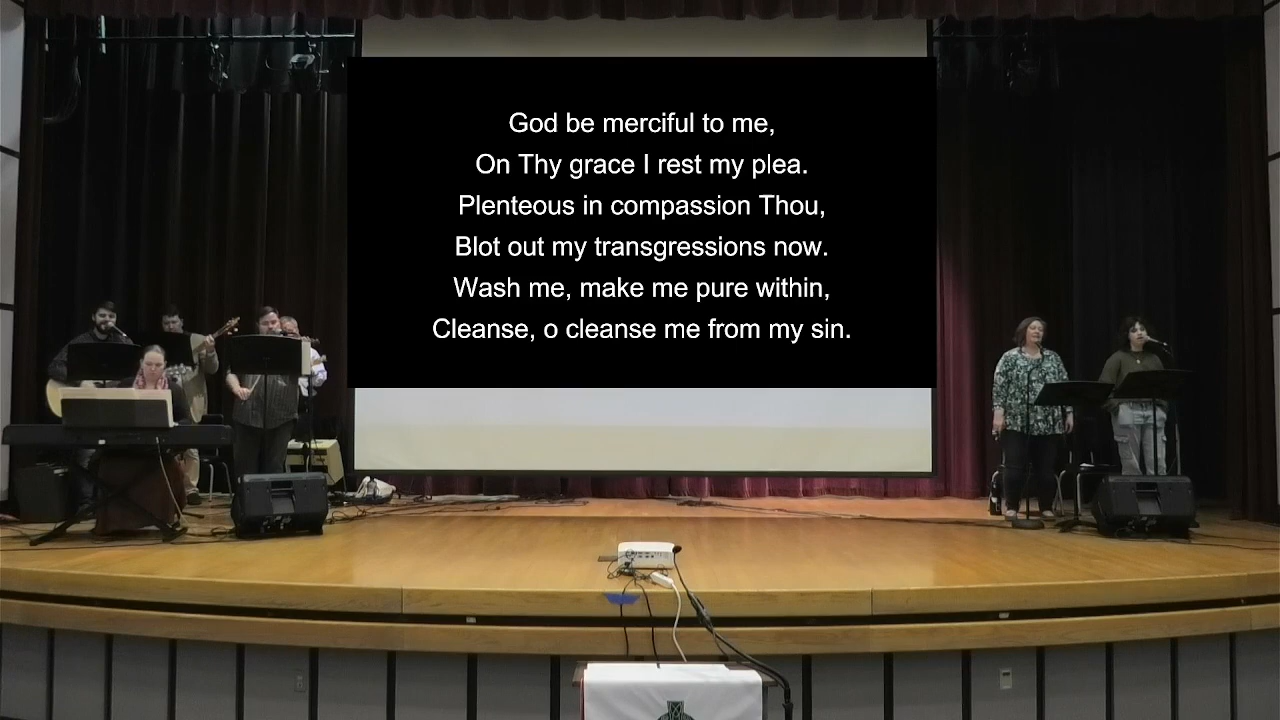 God be merciful to me,
On Thy grace I rest my plea.
Plenteous in compassion Thou,
Blot out my transgressions now.
Wash me, make me pure within,
Cleanse, o cleanse me from my sin.